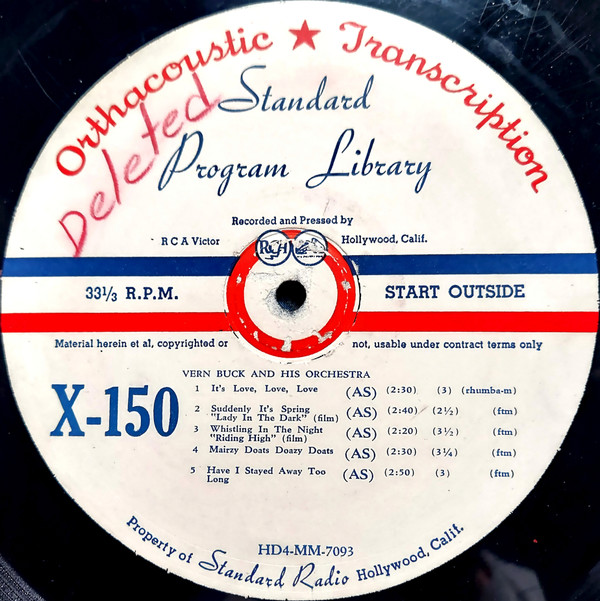 Orthacoustic ★ Transcription
Deleted
Standard
Program Library
Recorded and Pressed by
RCA Victor Hollywood, Calif.
RCA
33⅓ R.P.M. START OUTSIDE
Material herein et al, copyrighted or not, usable under contract terms only
X-150
VERN BUCK AND HIS ORCHESTRA
1 It's Love, Love, Love (AS) (2:30) (3) (rhumba-m)
2 Suddenly It's Spring
"Lady In The Dark" (film) (AS) (2:40) (2½) (ftm)
3 Whistling In The Night
"Riding High" (film) (AS) (2:20) (3½) (ftm)
4 Mairzy Doats Doazy Doats (AS) (2:30) (3¼) (ftm)
5 Have I Stayed Away Too
Long (AS) (2:50) (3) (ftm)
HD4-MM-7093
Property of Standard Radio Hollywood, Calif.